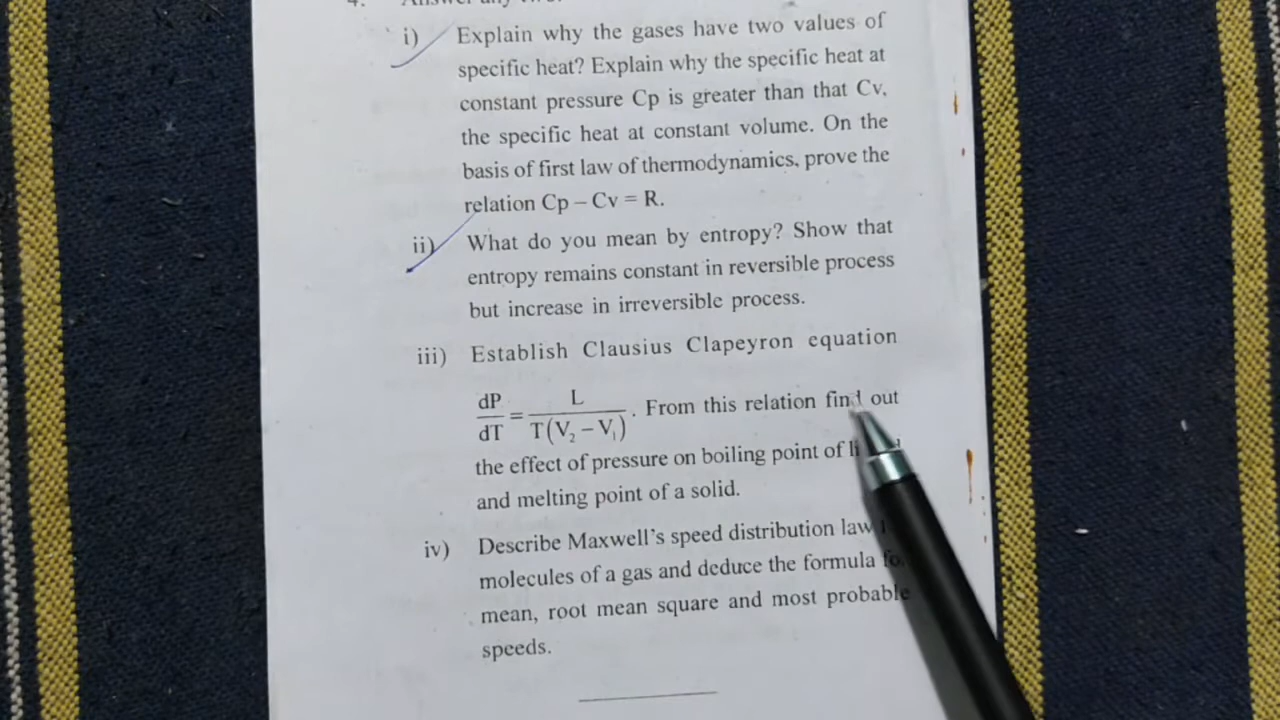 4. Answer any two:
i) Explain why the gases have two values of
specific heat? Explain why the specific heat at
constant pressure Cp is greater than that Cv,
the specific heat at constant volume. On the
basis of first law of thermodynamics, prove the
relation Cp – Cv = R.
ii) What do you mean by entropy? Show that
entropy remains constant in reversible process
but increase in irreversible process.
iii) Establish Clausius Clapeyron equation
dP/dT = L/T(V₂ – V₁). From this relation find out
the effect of pressure on boiling point of
and melting point of a solid.
iv) Describe Maxwell's speed distribution law
molecules of a gas and deduce the formula
mean, root mean square and most probable
speeds.